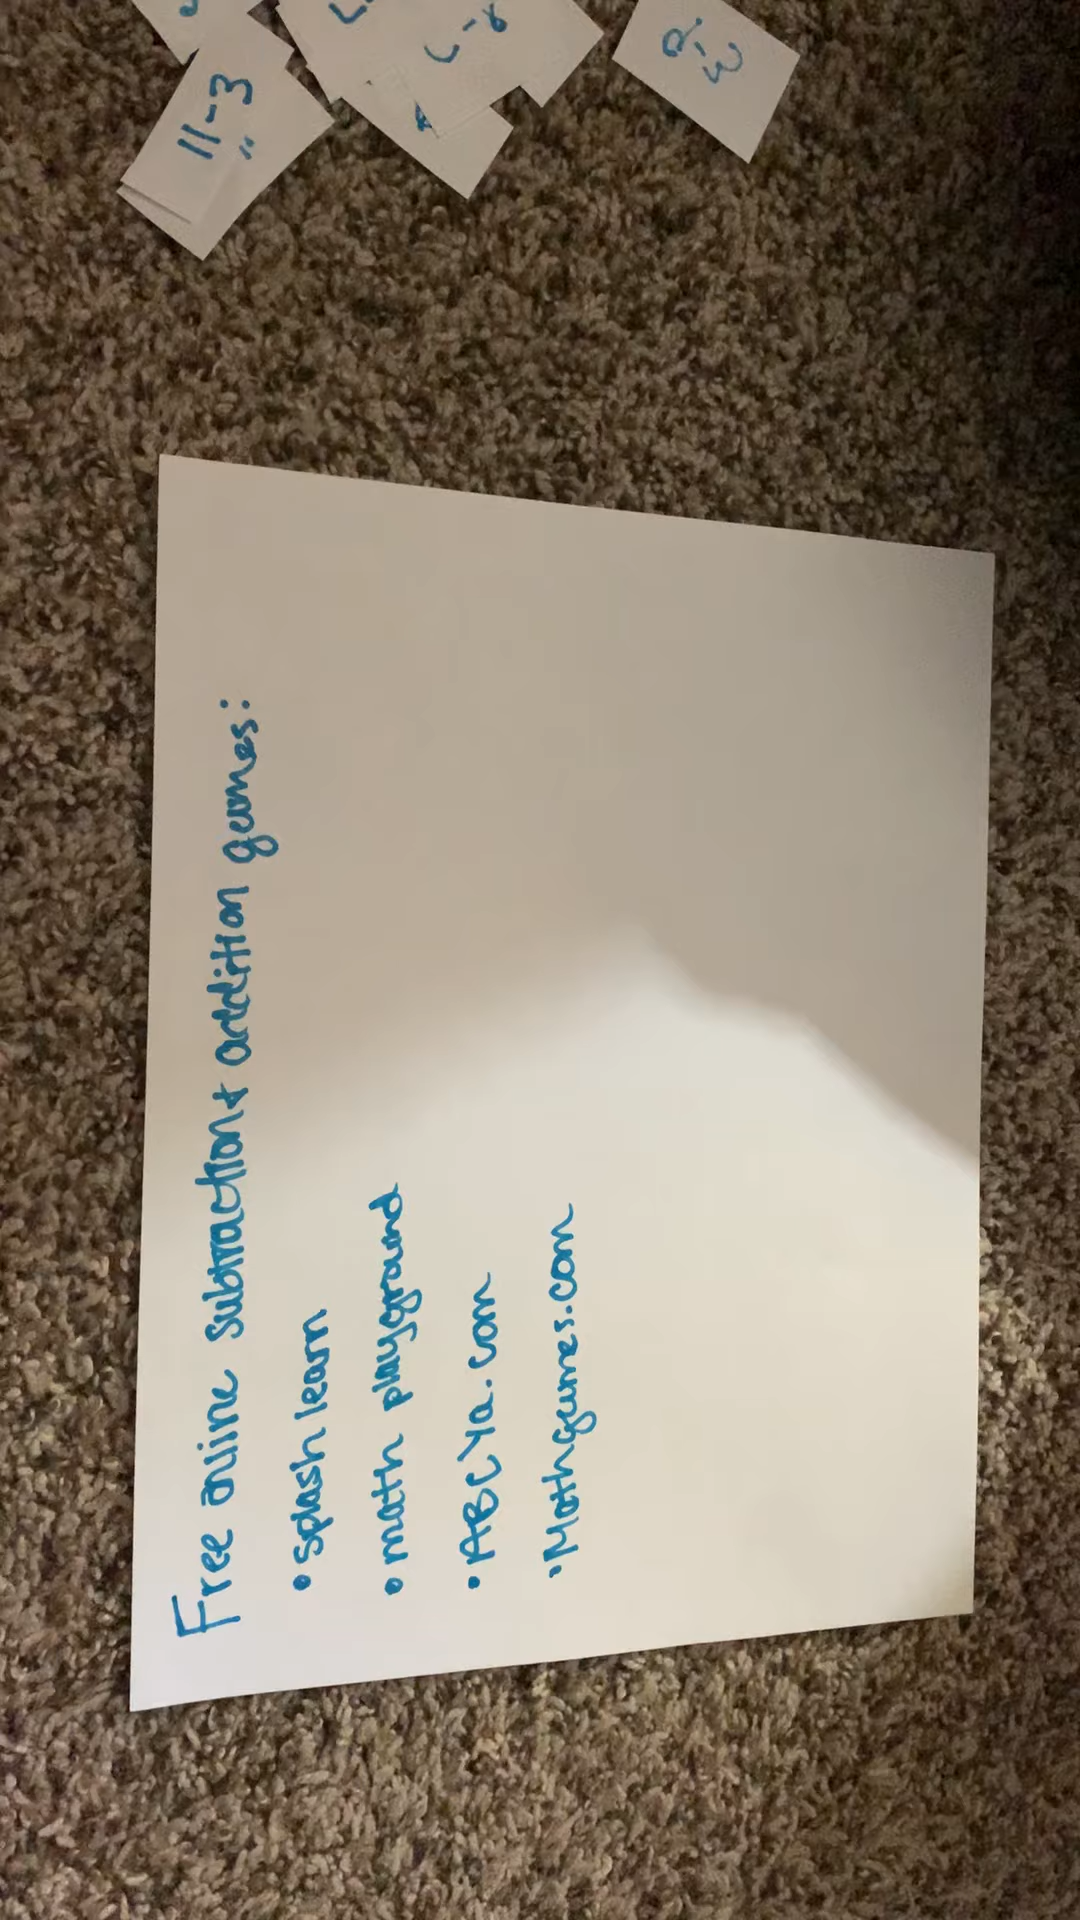 Free online subtraction & addition games:
• splash learn
• math playground
• ABCYa.com
• Mathgames.com
11-3